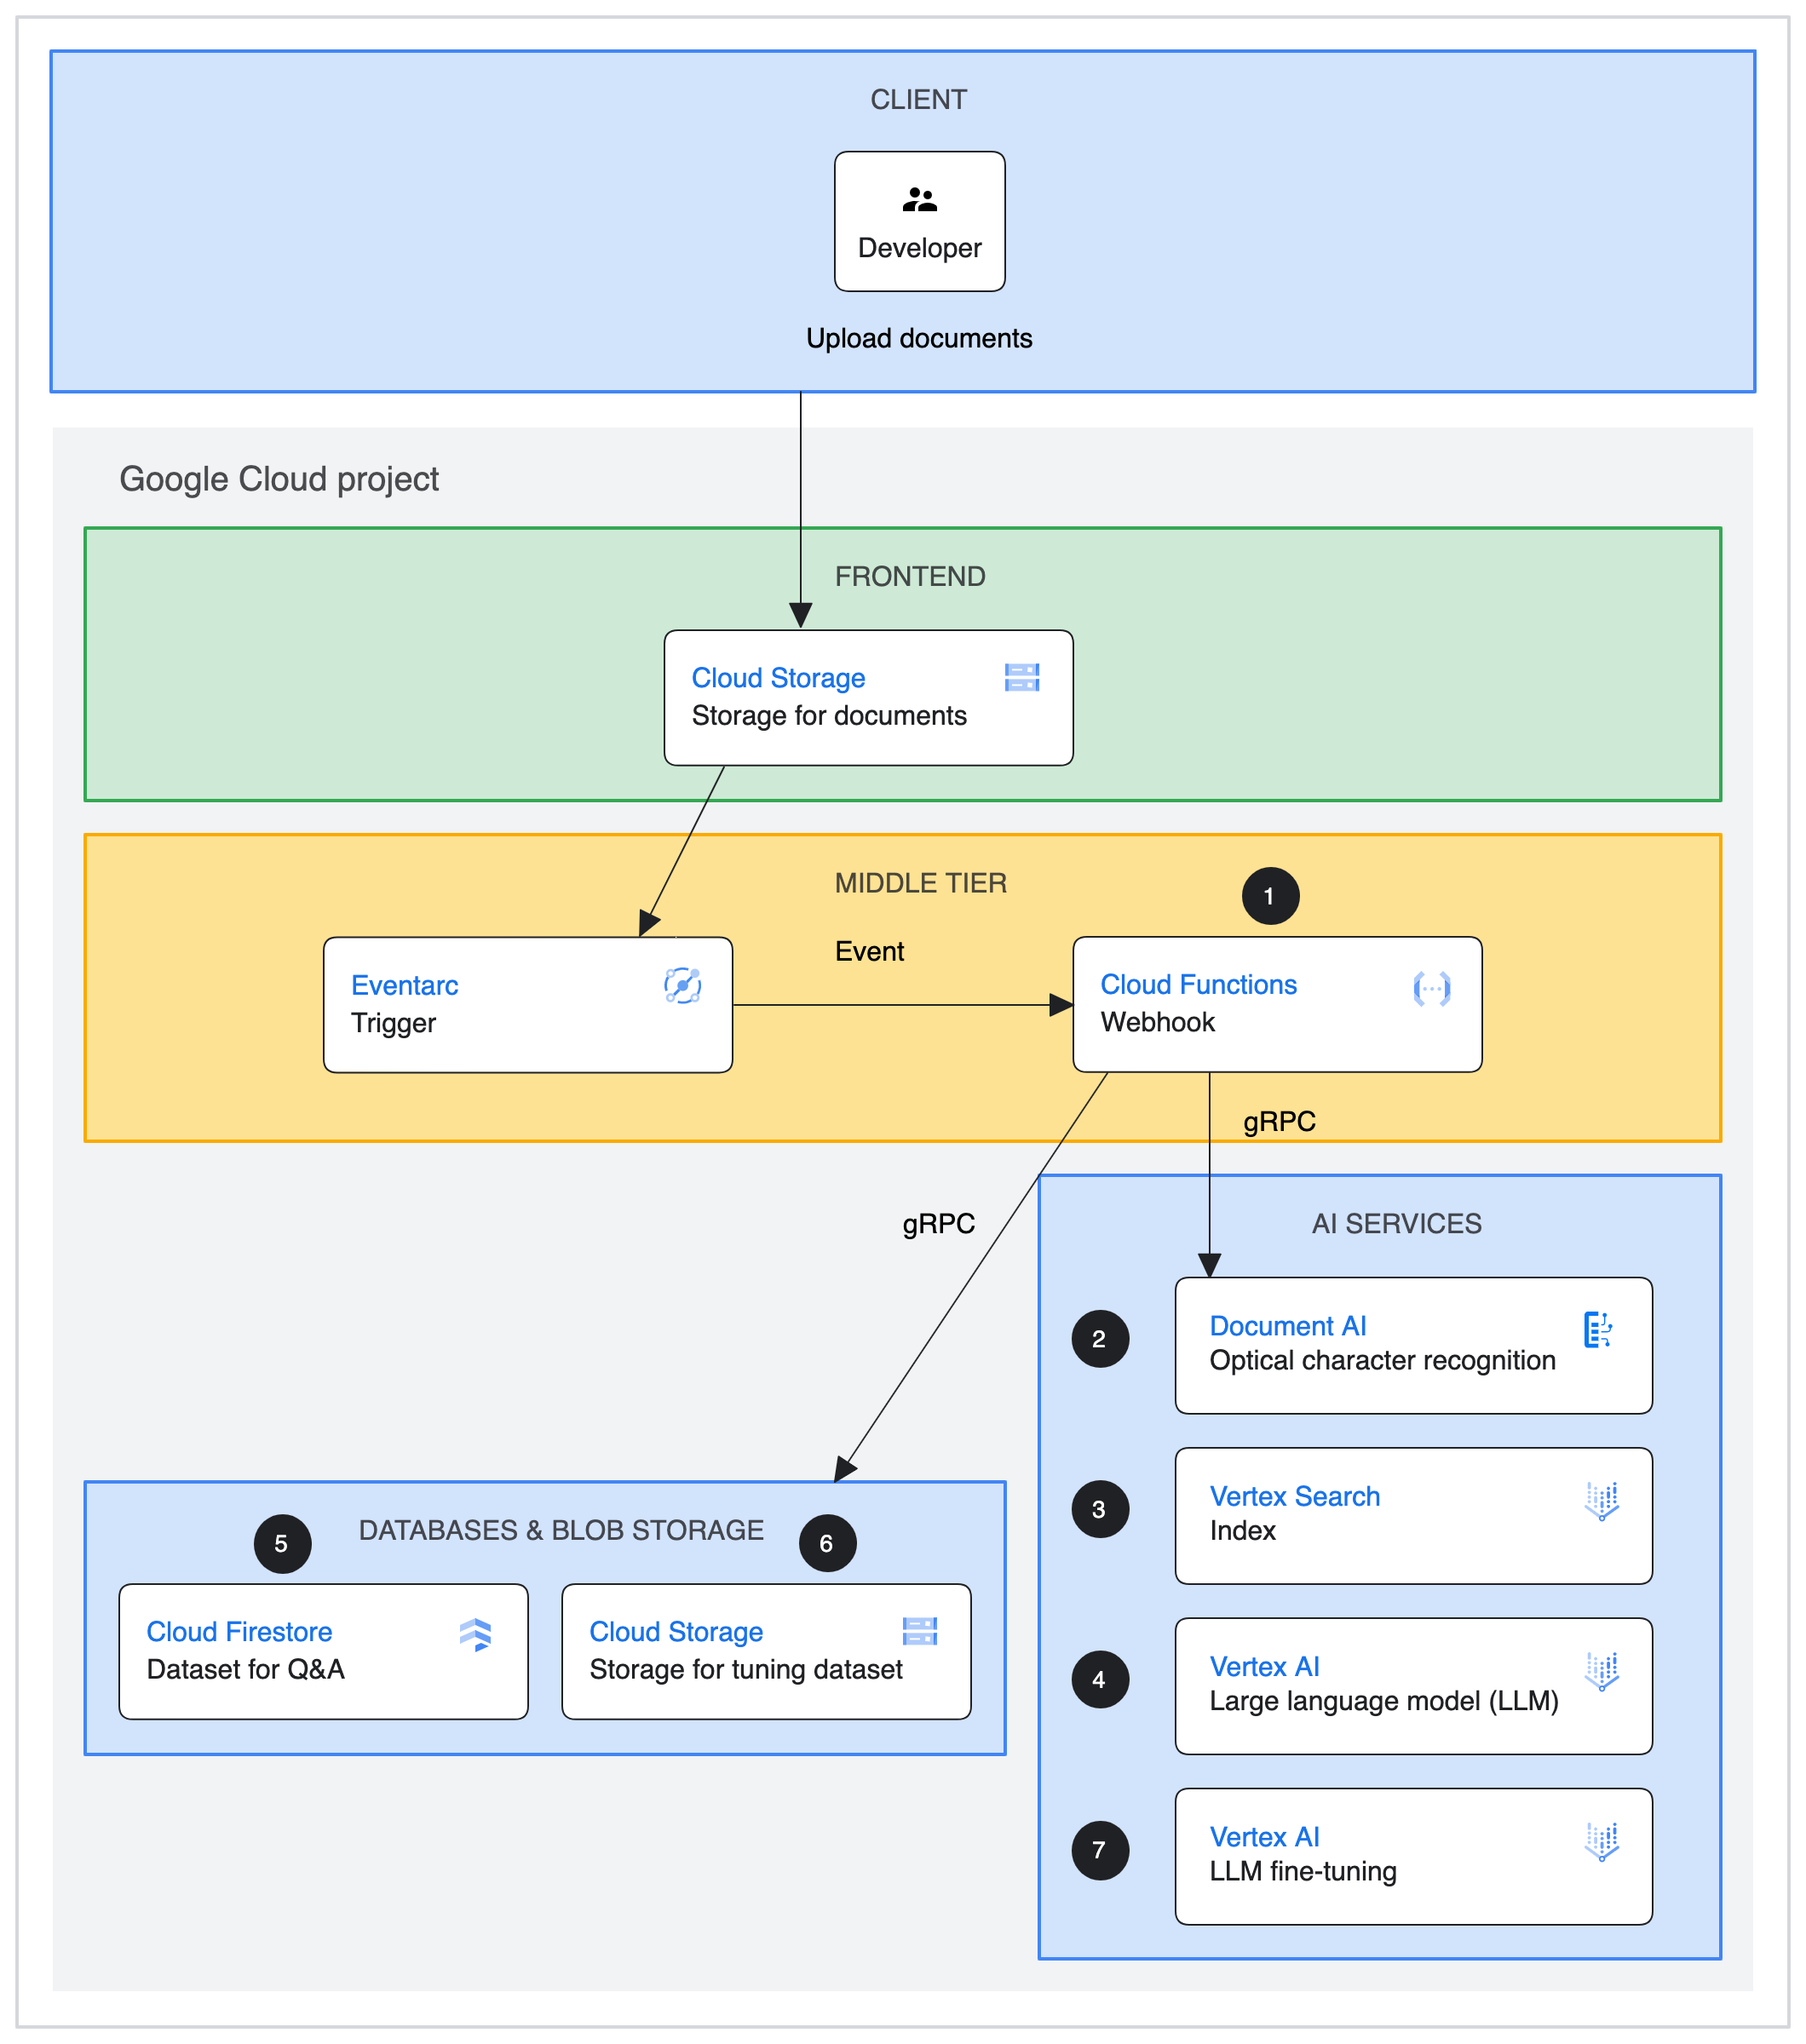 CLIENT
Developer
Upload documents
Google Cloud project
FRONTEND
Cloud Storage
Storage for documents
MIDDLE TIER
1
Event
Eventarc
Trigger
Cloud Functions
Webhook
gRPC
gRPC
AI SERVICES
2
Document AI
Optical character recognition
3
Vertex Search
Index
DATABASES & BLOB STORAGE
5
6
Cloud Firestore
Dataset for Q&A
Cloud Storage
Storage for tuning dataset
4
Vertex AI
Large language model (LLM)
7
Vertex AI
LLM fine-tuning